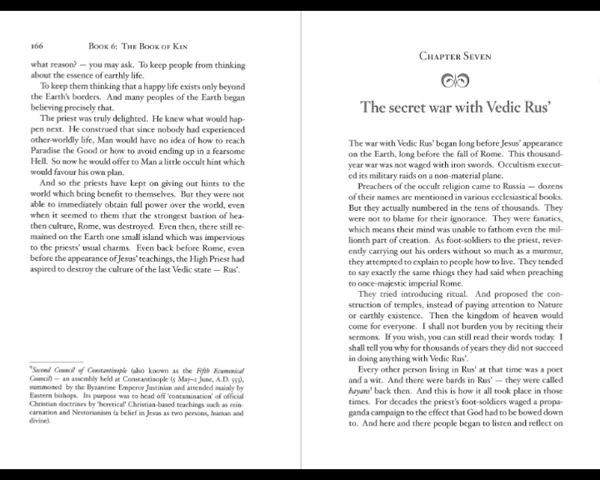 166 Book 6: The Book of Kin
what reason? — you may ask. To keep people from thinking
about the essence of earthly life.
To keep them thinking that a happy life exists only beyond
the Earth's borders. And many peoples of the Earth began
believing precisely that.
The priest was truly delighted. He knew what would hap-
pen next. He construed that since nobody had experienced
other-worldly life, Man would have no idea of how to reach
Paradise the Good or how to avoid ending up in a fearsome
Hell. So now he would offer to Man a little occult hint which
would favour his own plan.
And so the priests have kept on giving out hints to the
world which bring benefit to themselves. But they were not
able to immediately obtain full power over the world, even
when it seemed to them that the strongest bastion of hea-
then culture, Rome, was destroyed. Even then, there still re-
mained on the Earth one small island which was impervious
to the priests' usual charms. Even back before Rome, even
before the appearance of Jesus' teachings, the High Priest had
aspired to destroy the culture of the last Vedic state — Rus'.
Second Council of Constantinople (also known as the Fifth Ecumenical
Council) — an assembly held at Constantinople (5 May–2 June, A.D. 553),
summoned by the Byzantine Emperor Justinian and attended mainly by
Eastern bishops. Its purpose was to head off 'contamination' of official
Christian doctrines by 'heretical' Christian-based teachings such as rein-
carnation and Nestorianism (a belief in Jesus as two persons, human and
divine).
Chapter Seven
The secret war with Vedic Rus'
The war with Vedic Rus' began long before Jesus' appearance
on the Earth, long before the fall of Rome. This thousand-
year war was not waged with iron swords. Occultism execut-
ed its military raids on a non-material plane.
Preachers of the occult religion came to Russia — dozens
of their names are mentioned in various ecclesiastical books.
But they actually numbered in the tens of thousands. They
were not to blame for their ignorance. They were fanatics,
which means their mind was unable to fathom even the mil-
lionth part of creation. As foot-soldiers to the priest, rever-
ently carrying out his orders without so much as a murmur,
they attempted to explain to people how to live. They tended
to say exactly the same things they had said when preaching
to once-majestic imperial Rome.
They tried introducing ritual. And proposed the con-
struction of temples, instead of paying attention to Nature
or earthly existence. Then the kingdom of heaven would
come for everyone. I shall not burden you by reciting their
sermons. If you wish, you can still read their words today. I
shall tell you why for thousands of years they did not succeed
in doing anything with Vedic Rus'.
Every other person living in Rus' at that time was a poet
and a wit. And there were bards in Rus' — they were called
bayans back then. And this is how it all took place in those
times. For decades the priest's foot-soldiers waged a propa-
ganda campaign to the effect that God had to be bowed down
to. And here and there people began to listen and reflect on